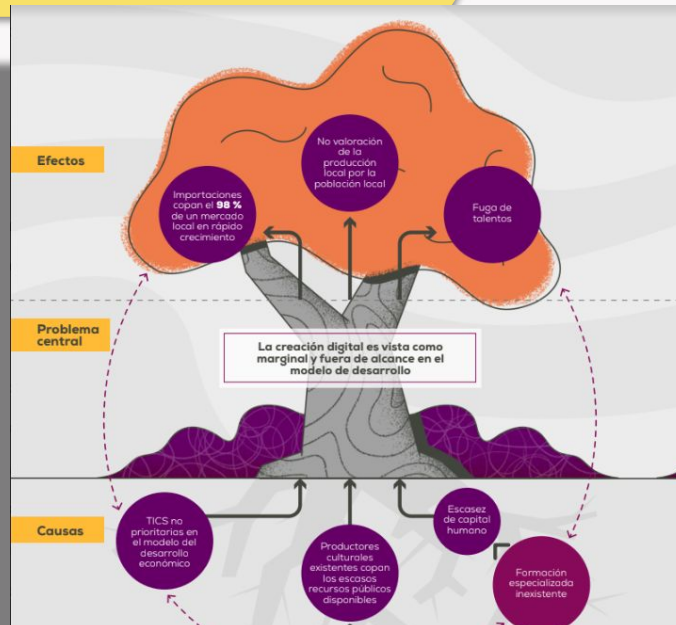 Efectos
No valoración
de la
producción
local por la
población local
Importaciones
copan el 98 %
de un mercado
local en rápido
crecimiento
Fuga de
talentos
Problema
central
La creación digital es vista como
marginal y fuera de alcance en el
modelo de desarrollo
Causas
TICS no
prioritarias en
el modelo del
desarrollo
económico
Productores
culturales
existentes copan
los escasos
recursos públicos
disponibles
Escasez
de capital
humano
Formación
especializada
inexistente